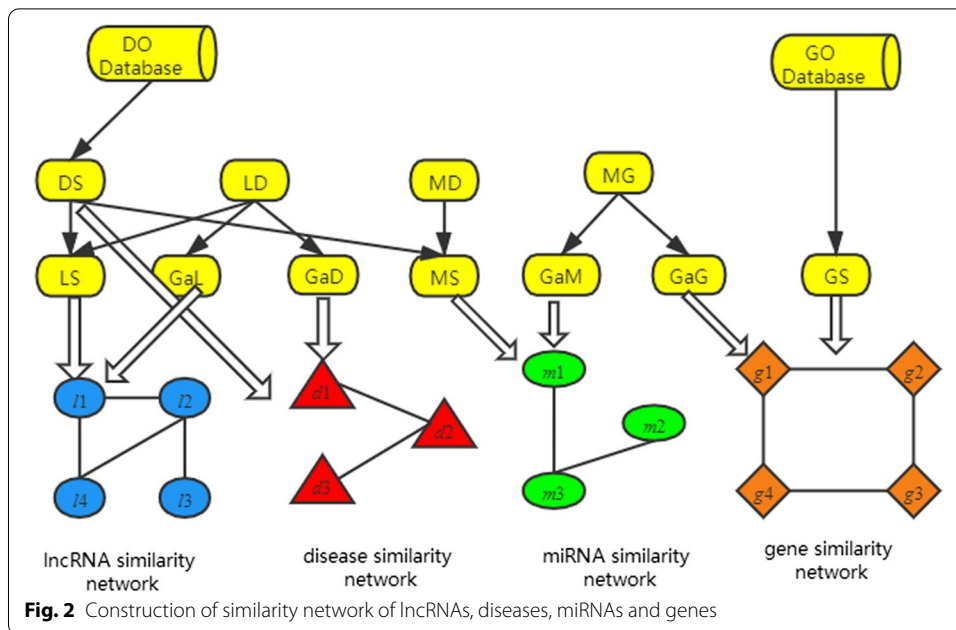 DO
Database
GO
Database
DS
LD
MD
MG
LS
GaL
GaD
MS
GaM
GaG
GS
l1
l2
d1
m1
g1
g2
d2
m2
l4
l3
d3
m3
g4
g3
lncRNA similarity
network
disease similarity
network
miRNA similarity
network
gene similarity
network
Fig. 2 Construction of similarity network of lncRNAs, diseases, miRNAs and genes